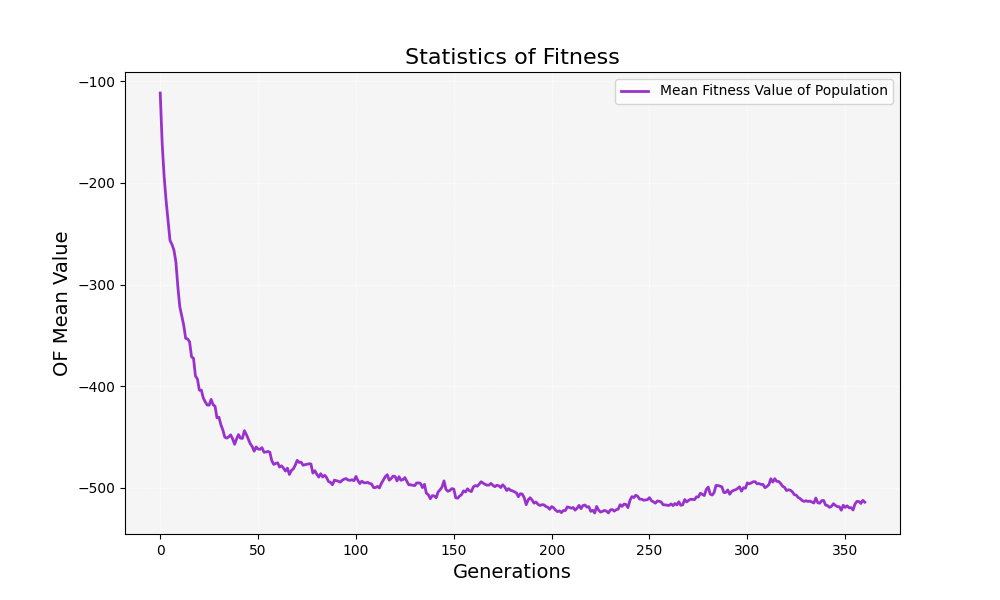 Statistics of Fitness
Mean Fitness Value of Population
OF Mean Value
−100
−200
−300
−400
−500
0 50 100 150 200 250 300 350
Generations